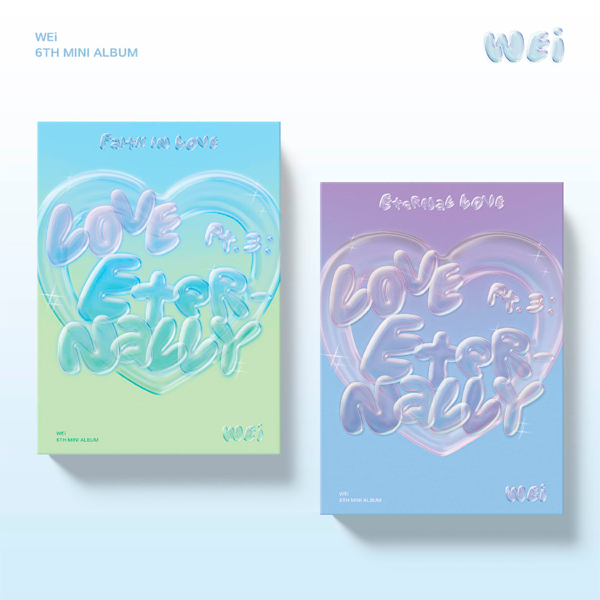 WEi
6TH MINI ALBUM
WEi
FaiTH IN LOVE
LOVE Pt.3:
EteR-
NaLLY
WEi
6TH MINI ALBUM
WEi
EteRNaL LOVE
LOVE Pt.3:
EteR-
NaLLY
WEi
6TH MINI ALBUM
WEi